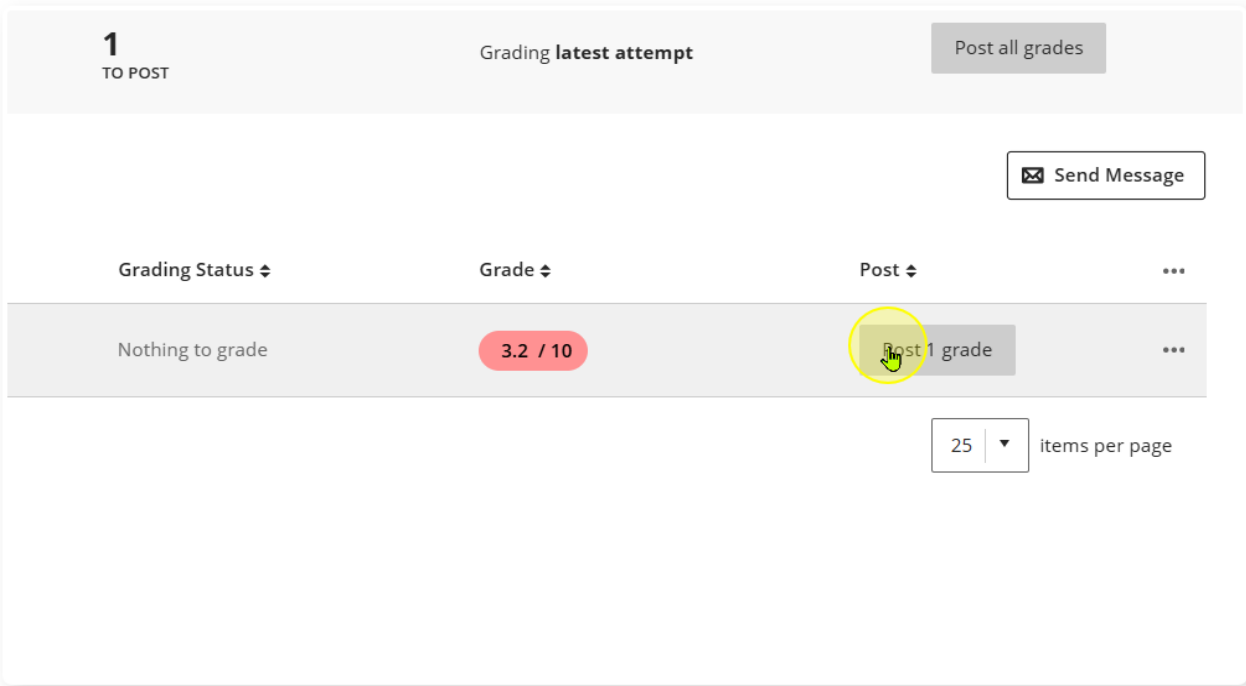 1
TO POST
Grading latest attempt
Post all grades
Send Message
Grading Status
Grade
Post
Nothing to grade
3.2 / 10
Post 1 grade
25
items per page